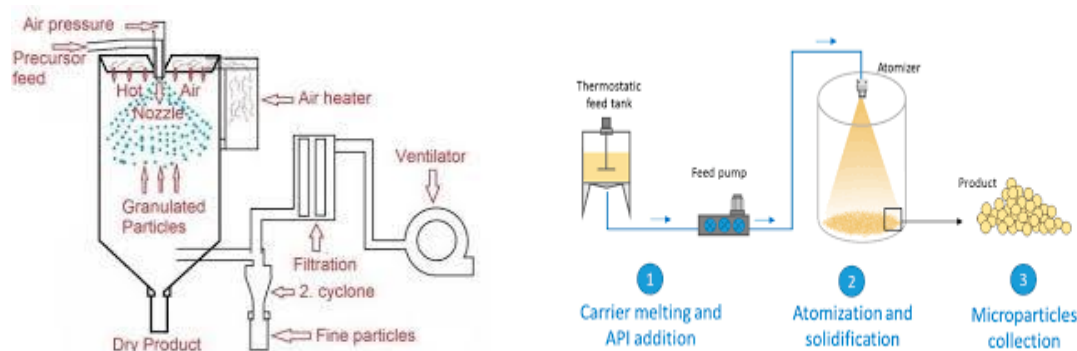 Air pressure
Precursor
feed
Hot Air
Nozzle
Air heater
Granulated
Particles
Ventilator
Filtration
2. cyclone
Fine particles
Dry Product
Thermostatic
feed tank
Feed pump
Atomizer
Product
1
Carrier melting and
API addition
2
Atomization and
solidification
3
Microparticles
collection